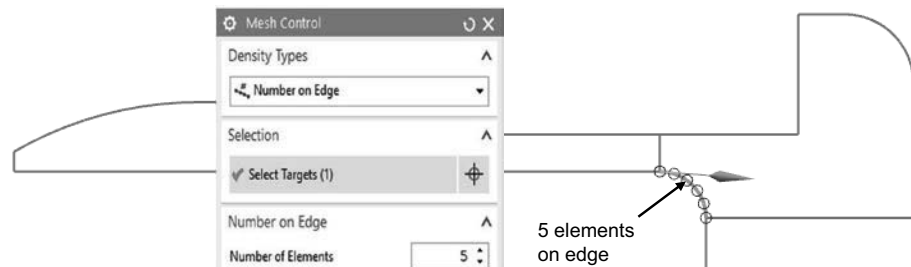 Mesh Control
Density Types
Number on Edge
Selection
Select Targets (1)
Number on Edge
Number of Elements 5
5 elements
on edge